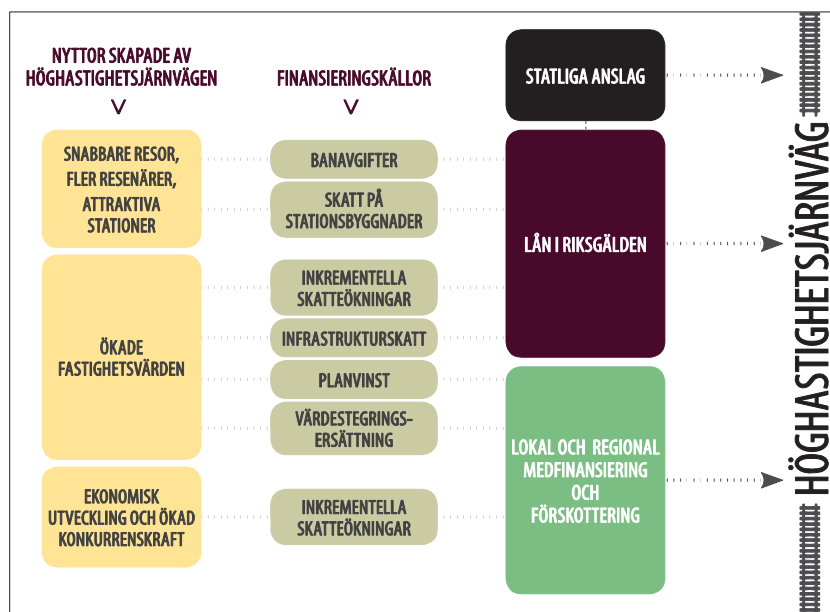 NYTTOR SKAPADE AV
HÖGHASTIGHETSJÄRNVÄGEN
FINANSIERINGSKÄLLOR
SNABBARE RESOR,
FLER RESENÄRER,
ATTRAKTIVA
STATIONER
ÖKADE
FASTIGHETSVÄRDEN
EKONOMISK
UTVECKLING OCH ÖKAD
KONKURRENSKRAFT
BANAVGIFTER
SKATT PÅ
STATIONSBYGGNADER
INKREMENTELLA
SKATTEÖKNINGAR
INFRASTRUKTURSKATT
PLANVINST
VÄRDESTEGRINGS-
ERSÄTTNING
INKREMENTELLA
SKATTEÖKNINGAR
STATLIGA ANSLAG
LÅN I RIKSGÄLDEN
LOKAL OCH REGIONAL
MEDFINANSIERING
OCH
FÖRSKOTTERING
HÖGHASTIGHETSJÄRNVÄG